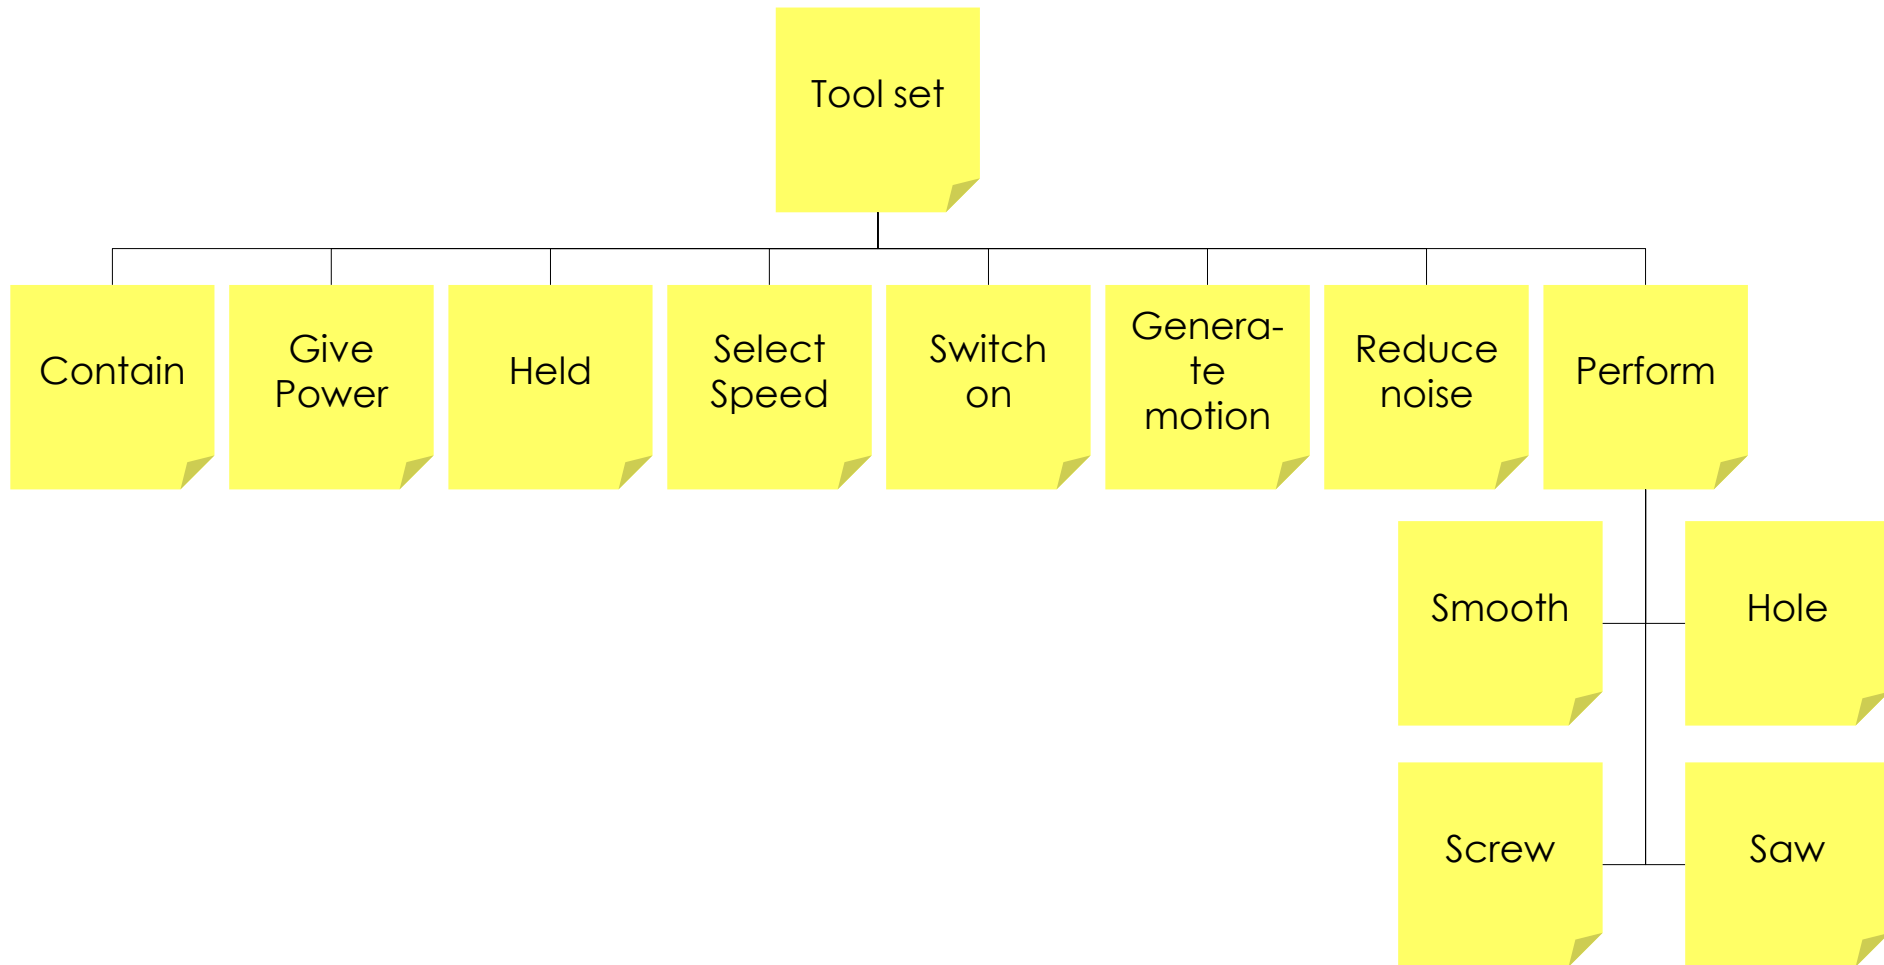 Tool set
Contain
Give
Power
Held
Select
Speed
Switch
on
Genera-
te
motion
Reduce
noise
Perform
Smooth
Hole
Screw
Saw